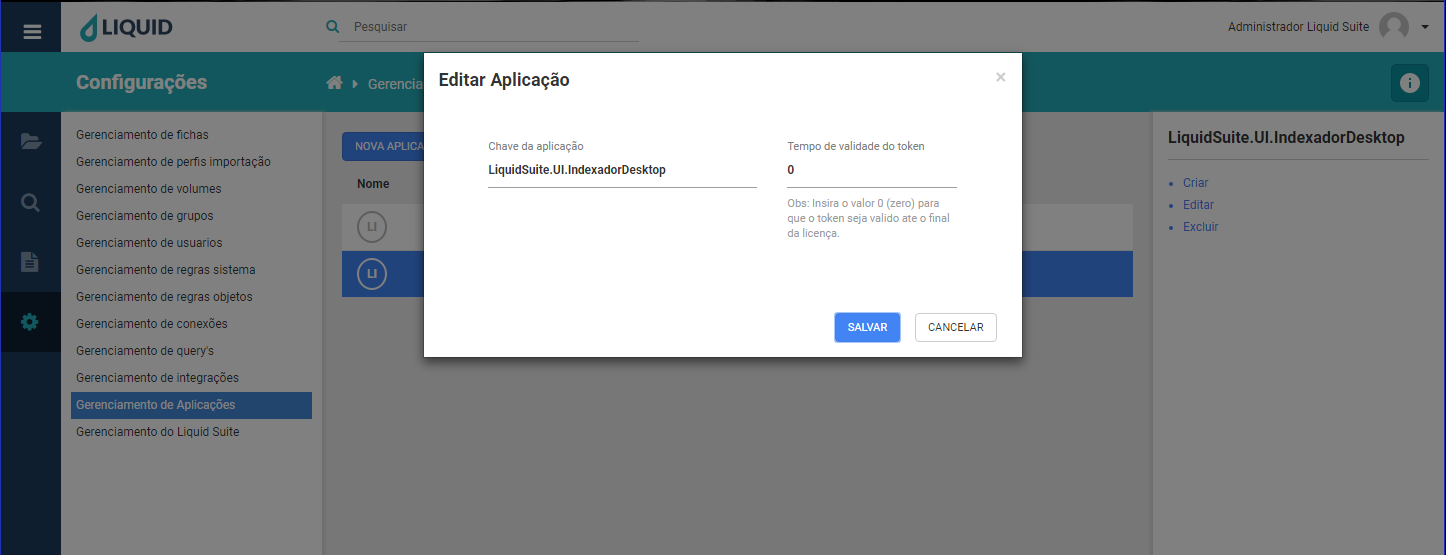 LIQUID
Pesquisar
Administrador Liquid Suite
Configurações
Gerencia
Gerenciamento de fichas
Gerenciamento de perfis importação
Gerenciamento de volumes
Gerenciamento de grupos
Gerenciamento de usuarios
Gerenciamento de regras sistema
Gerenciamento de regras objetos
Gerenciamento de conexões
Gerenciamento de query's
Gerenciamento de integrações
Gerenciamento de Aplicações
Gerenciamento do Liquid Suite
NOVA APLICA
Nome
LI
LI
Editar Aplicação
×
Chave da aplicação
LiquidSuite.UI.IndexadorDesktop
Tempo de validade do token
0
Obs: Insira o valor 0 (zero) para
que o token seja valido ate o final
da licença.
SALVAR
CANCELAR
LiquidSuite.UI.IndexadorDesktop
Criar
Editar
Excluir